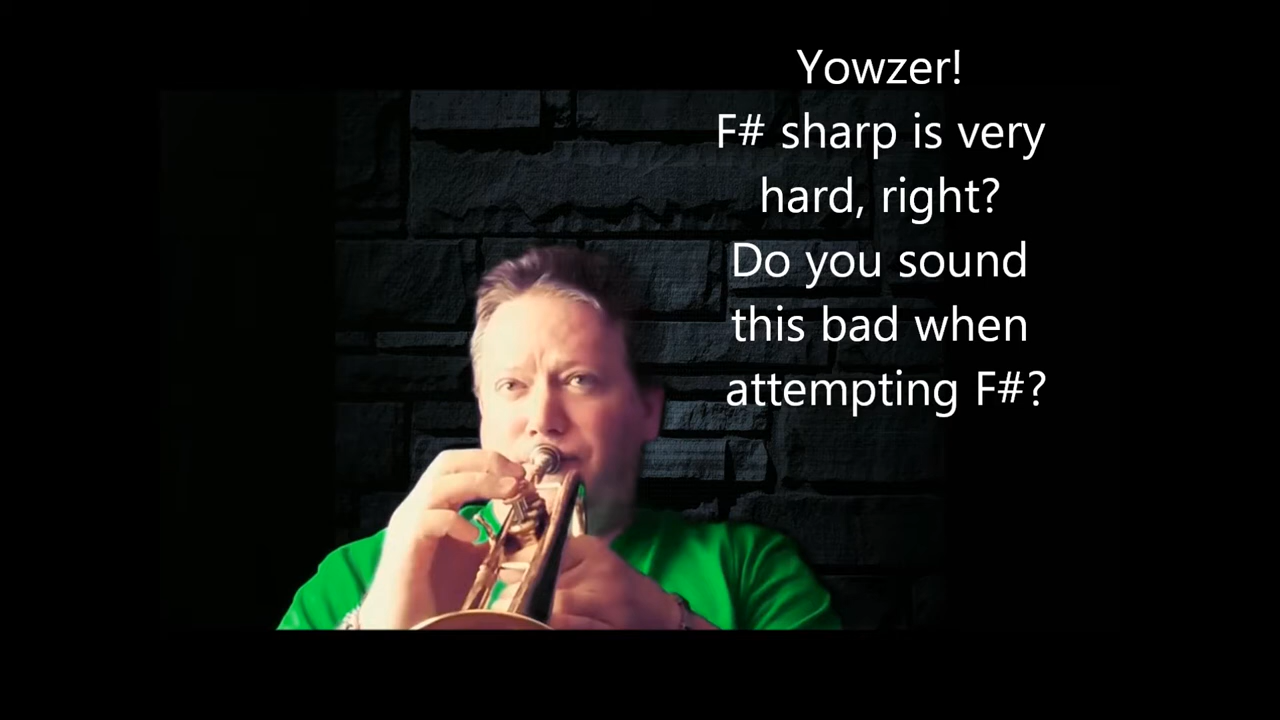 Yowzer!
F# sharp is very
hard, right?
Do you sound
this bad when
attempting F#?